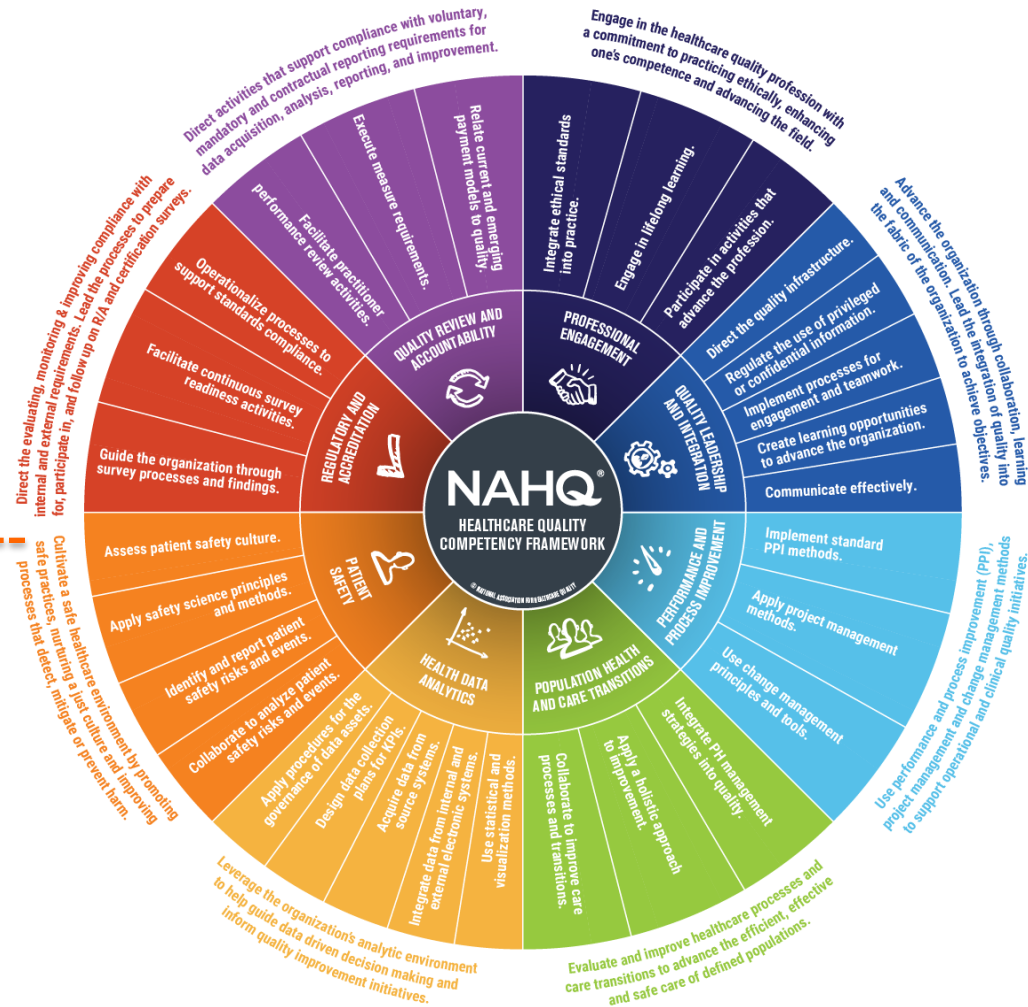 NAHQ®
HEALTHCARE QUALITY
COMPETENCY FRAMEWORK
© NATIONAL ASSOCIATION FOR HEALTHCARE QUALITY
PROFESSIONAL
ENGAGEMENT
Engage in the healthcare quality profession with
a commitment to practicing ethically, enhancing
one's competence and advancing the field.
Integrate ethical standards
into practice.
Engage in lifelong learning.
Participate in activities that
advance the profession.
QUALITY LEADERSHIP
AND INTEGRATION
Advance the organization through collaboration, learning
and communication. Lead the integration of quality into
the fabric of the organization to achieve objectives.
Direct the quality infrastructure.
Regulate the use of privileged
or confidential information.
Implement processes for
engagement and teamwork.
Create learning opportunities
to advance the organization.
Communicate effectively.
PERFORMANCE AND
PROCESS IMPROVEMENT
Use performance and process improvement (PPI),
project management and change management methods
to support operational and clinical quality initiatives.
Implement standard
PPI methods.
Apply project management
methods.
Use change management
principles and tools.
POPULATION HEALTH
AND CARE TRANSITIONS
Evaluate and improve healthcare processes and
care transitions to advance the efficient, effective
and safe care of defined populations.
Integrate PH management
strategies into quality.
Apply a holistic approach
to improvement.
Collaborate to improve care
processes and transitions.
HEALTH DATA
ANALYTICS
Leverage the organization's analytic environment
to help guide data driven decision making and
inform quality improvement initiatives.
Use statistical and
visualization methods.
Integrate data from internal and
external electronic systems.
Acquire data from
source systems.
Design data collection
plans for KPIs.
Apply procedures for the
governance of data assets.
PATIENT
SAFETY
Cultivate a safe healthcare environment by promoting
safe practices, nurturing a just culture and improving
processes that detect, mitigate or prevent harm.
Collaborate to analyze patient
safety risks and events.
Identify and report patient
safety risks and events.
Apply safety science principles
and methods.
Assess patient safety culture.
REGULATORY AND
ACCREDITATION
Direct the evaluating, monitoring & improving compliance with
internal and external requirements. Lead the processes to prepare
for, participate in, and follow up on R/A and certification surveys.
Guide the organization through
survey processes and findings.
Facilitate continuous survey
readiness activities.
Operationalize processes to
support standards compliance.
QUALITY REVIEW AND
ACCOUNTABILITY
Direct activities that support compliance with voluntary,
mandatory and contractual reporting requirements for
data acquisition, analysis, reporting, and improvement.
Facilitate practitioner
performance review activities.
Execute measure requirements.
Relate current and emerging
payment models to quality.